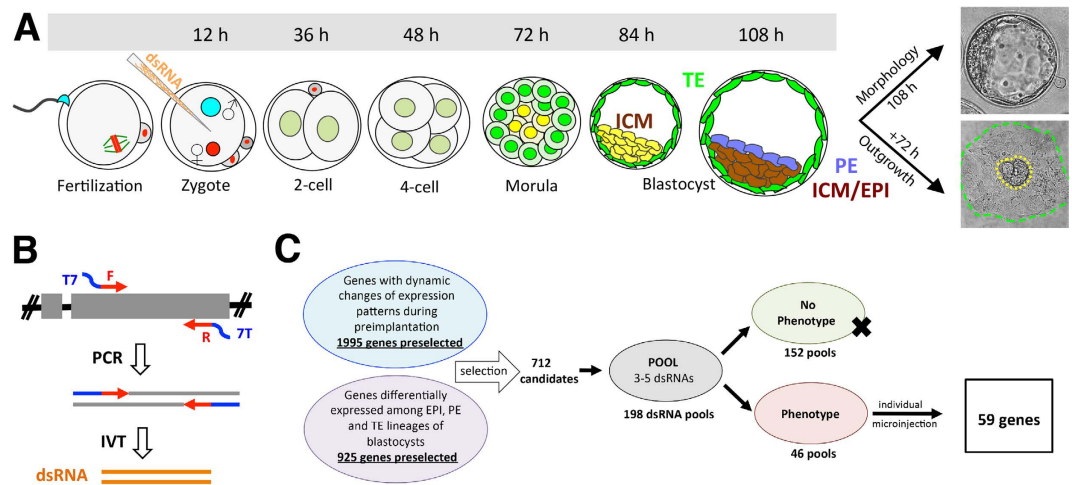 A
12 h 36 h 48 h 72 h 84 h 108 h
dsRNA
♂
♀
TE
ICM
PE
ICM/EPI
Fertilization Zygote 2-cell 4-cell Morula Blastocyst
Morphology
108 h
+72 h
Outgrowth
B
T7 F
R 7T
PCR
IVT
dsRNA
C
Genes with dynamic
changes of expression
patterns during
preimplantation
1995 genes preselected
Genes differentially
expressed among EPI, PE
and TE lineages of
blastocysts
925 genes preselected
selection
712
candidates
POOL
3-5 dsRNAs
198 dsRNA pools
No
Phenotype
152 pools
Phenotype
46 pools
individual
microinjection
59 genes